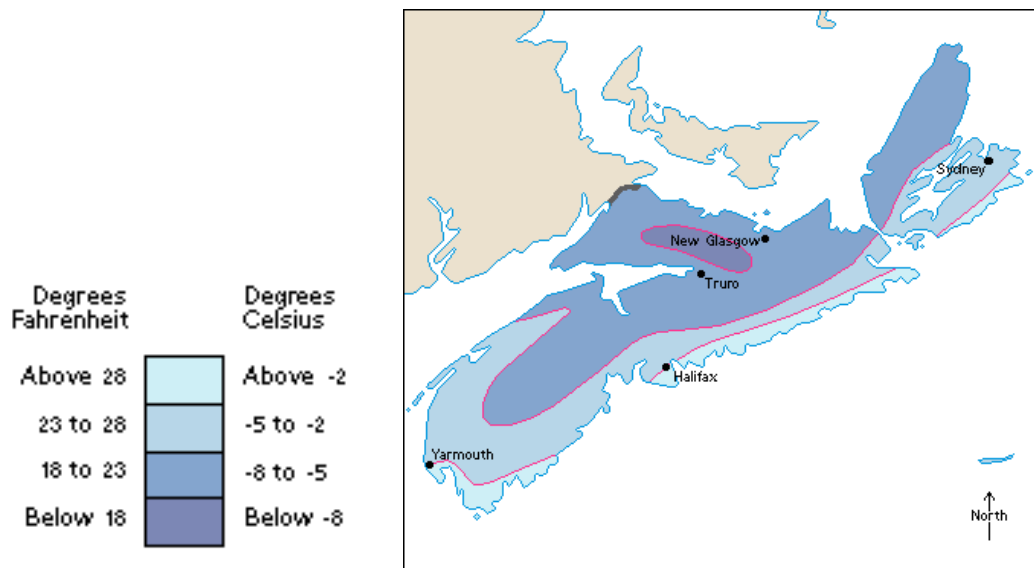 Degrees
Fahrenheit
Degrees
Celsius
Above 28
Above -2
23 to 28
-5 to -2
18 to 23
-8 to -5
Below 18
Below -8
Sydney
New Glasgow
Truro
Halifax
Yarmouth
North